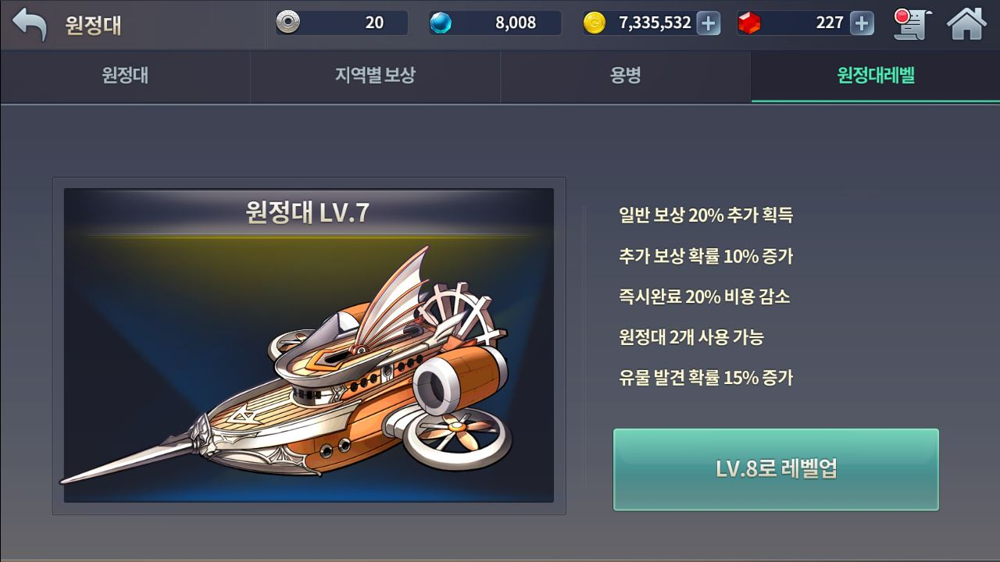 원정대
20
8,008
7,335,532
227
원정대
지역별 보상
용병
원정대레벨
원정대 LV.7
일반 보상 20% 추가 획득
추가 보상 확률 10% 증가
즉시완료 20% 비용 감소
원정대 2개 사용 가능
유물 발견 확률 15% 증가
LV.8로 레벨업